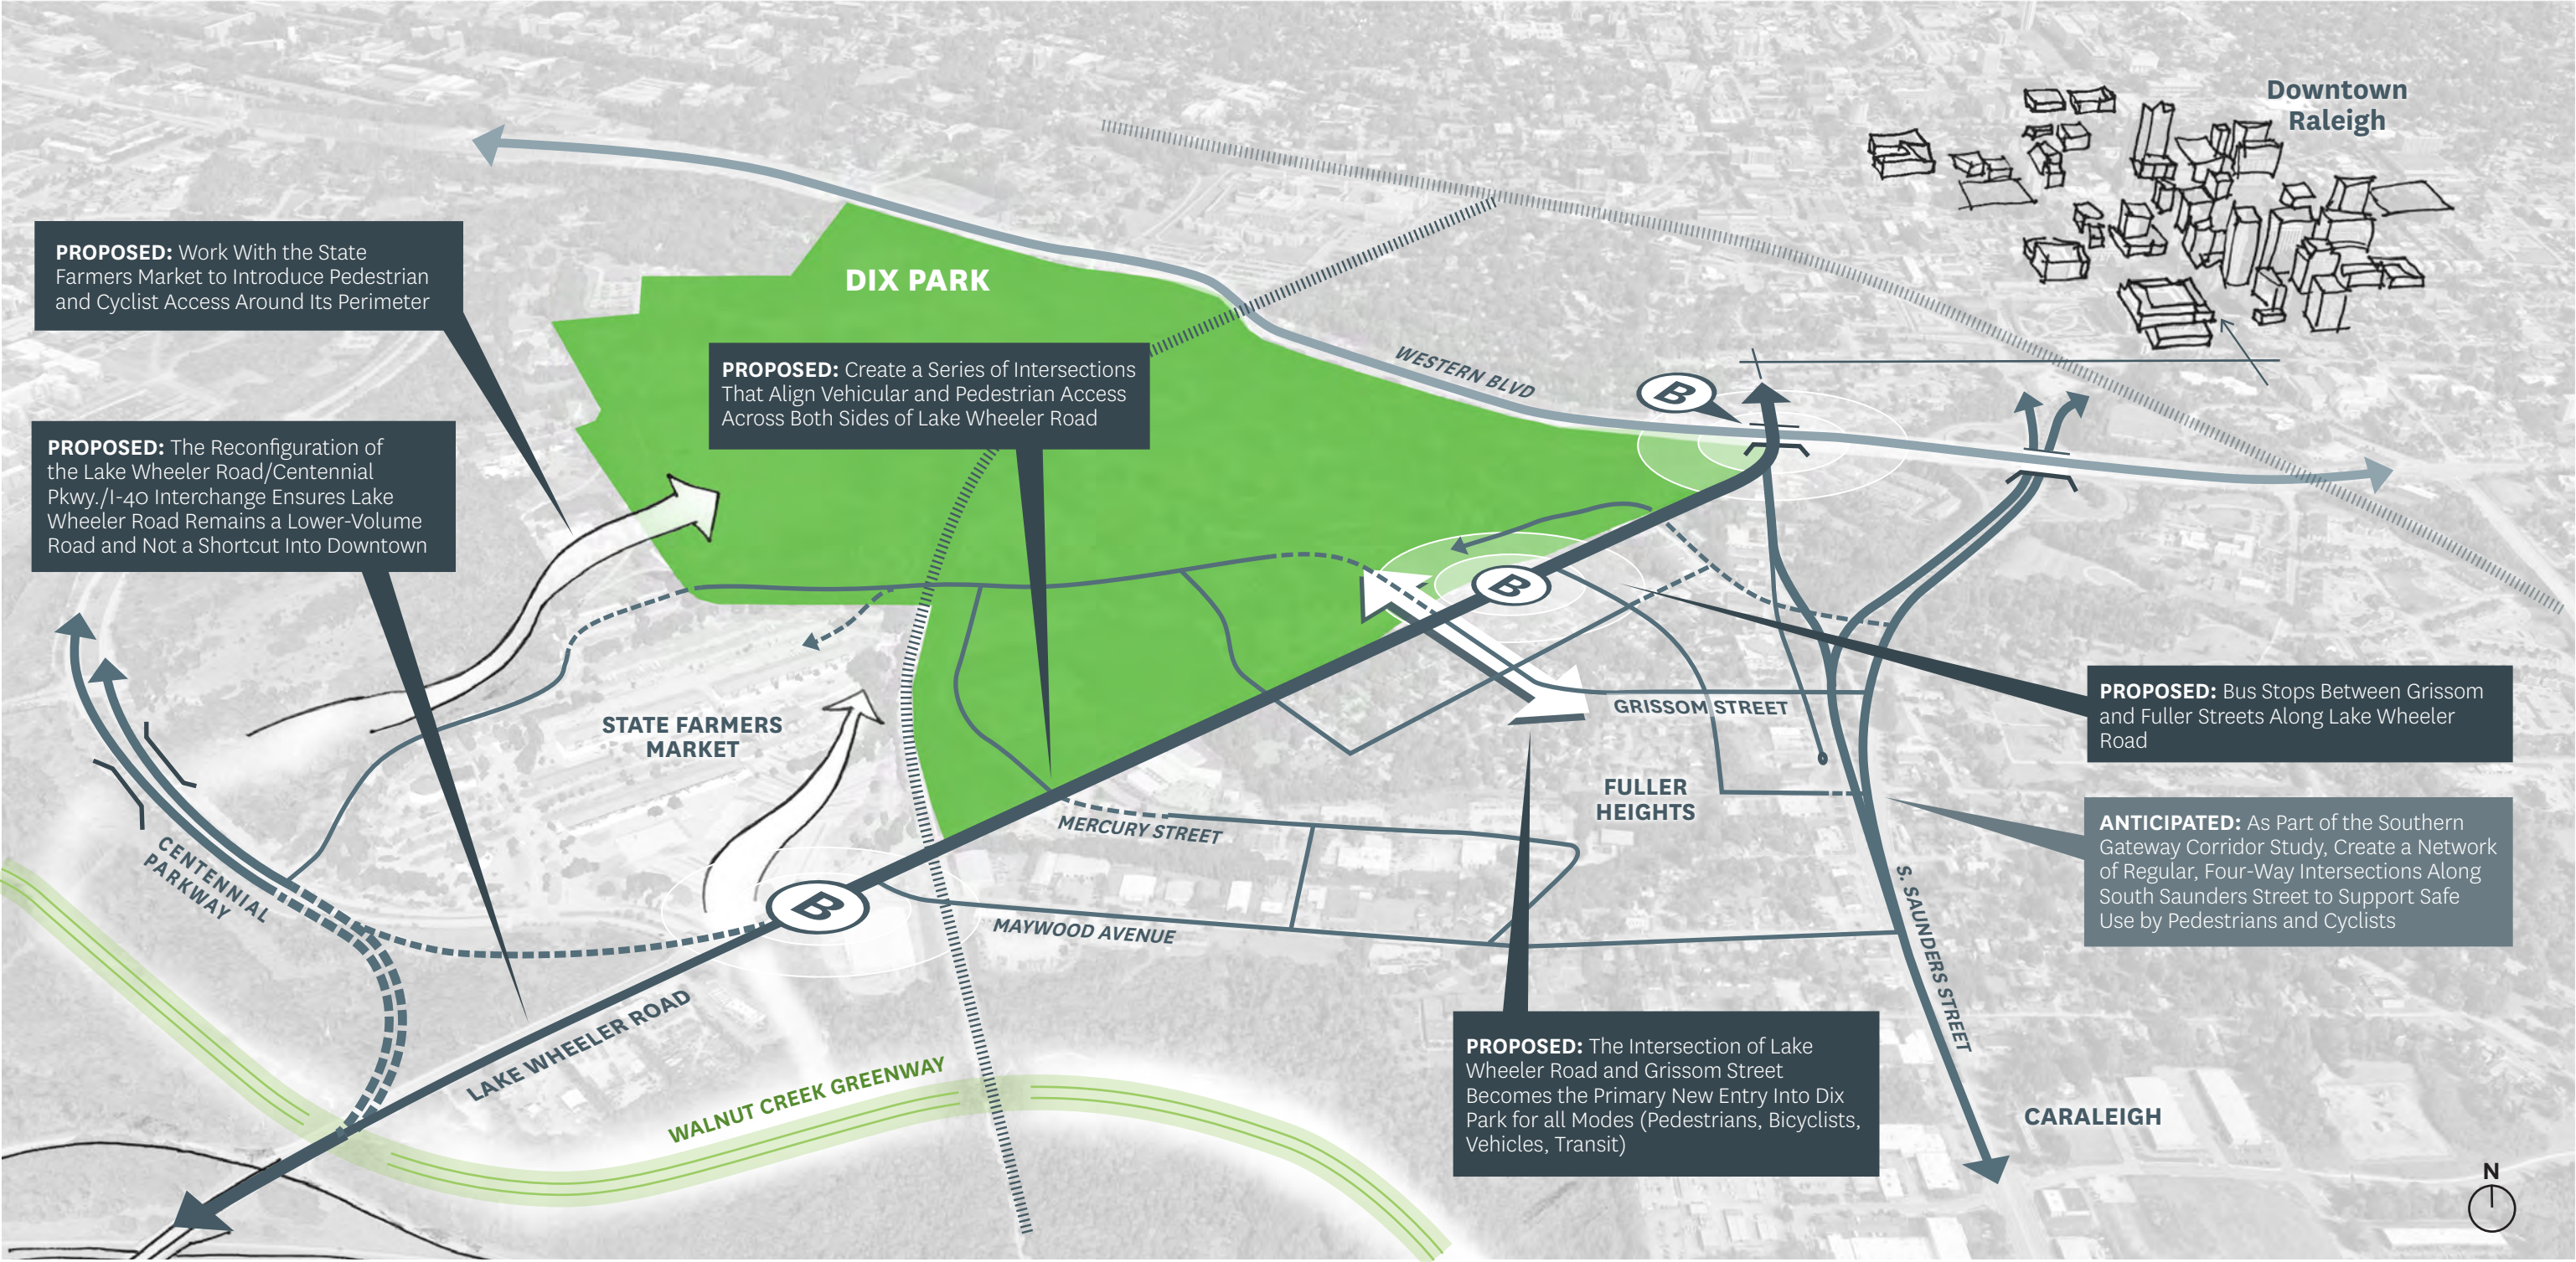 Downtown
Raleigh
PROPOSED: Work With the State
Farmers Market to Introduce Pedestrian
and Cyclist Access Around Its Perimeter
DIX PARK
PROPOSED: Create a Series of Intersections
That Align Vehicular and Pedestrian Access
Across Both Sides of Lake Wheeler Road
WESTERN BLVD
B
PROPOSED: The Reconfiguration of
the Lake Wheeler Road/Centennial
Pkwy./I-40 Interchange Ensures Lake
Wheeler Road Remains a Lower-Volume
Road and Not a Shortcut Into Downtown
B
STATE FARMERS
MARKET
GRISSOM STREET
PROPOSED: Bus Stops Between Grissom
and Fuller Streets Along Lake Wheeler
Road
FULLER
HEIGHTS
MERCURY STREET
ANTICIPATED: As Part of the Southern
Gateway Corridor Study, Create a Network
of Regular, Four-Way Intersections Along
South Saunders Street to Support Safe
Use by Pedestrians and Cyclists
CENTENNIAL
PARKWAY
B
MAYWOOD AVENUE
S. SAUNDERS STREET
LAKE WHEELER ROAD
WALNUT CREEK GREENWAY
PROPOSED: The Intersection of Lake
Wheeler Road and Grissom Street
Becomes the Primary New Entry Into Dix
Park for all Modes (Pedestrians, Bicyclists,
Vehicles, Transit)
CARALEIGH
N